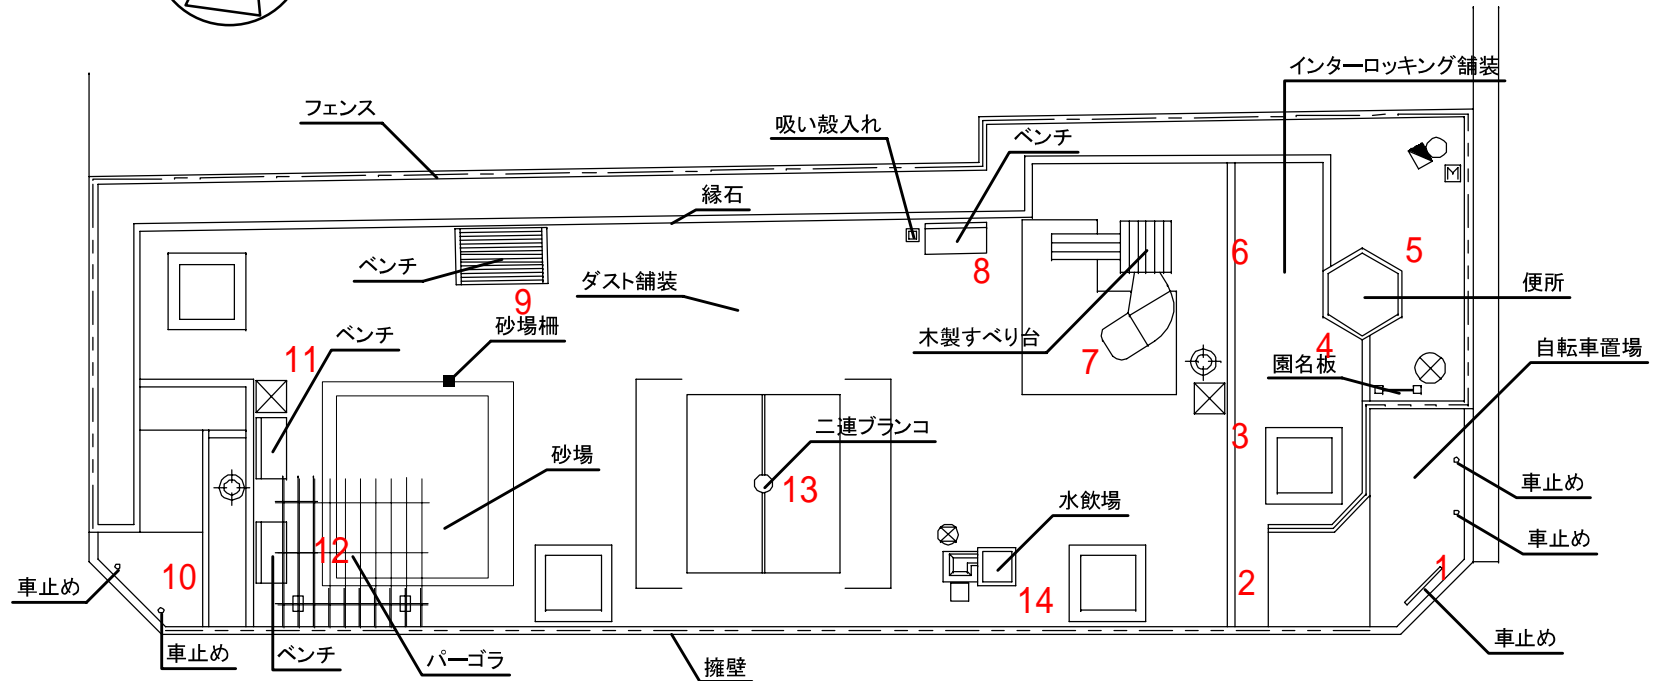 インターロッキング舗装
フェンス
吸い殻入れ
ベンチ
縁石
6
5
ベンチ
8
ダスト舗装
便所
9
砂場柵
ベンチ
11
木製すべり台
7
4
園名板
自転車置場
二連ブランコ
3
砂場
13
水飲場
車止め
車止め
12
10
車止め
2
1
14
車止め
ベンチ
パーゴラ
擁壁
車止め
M